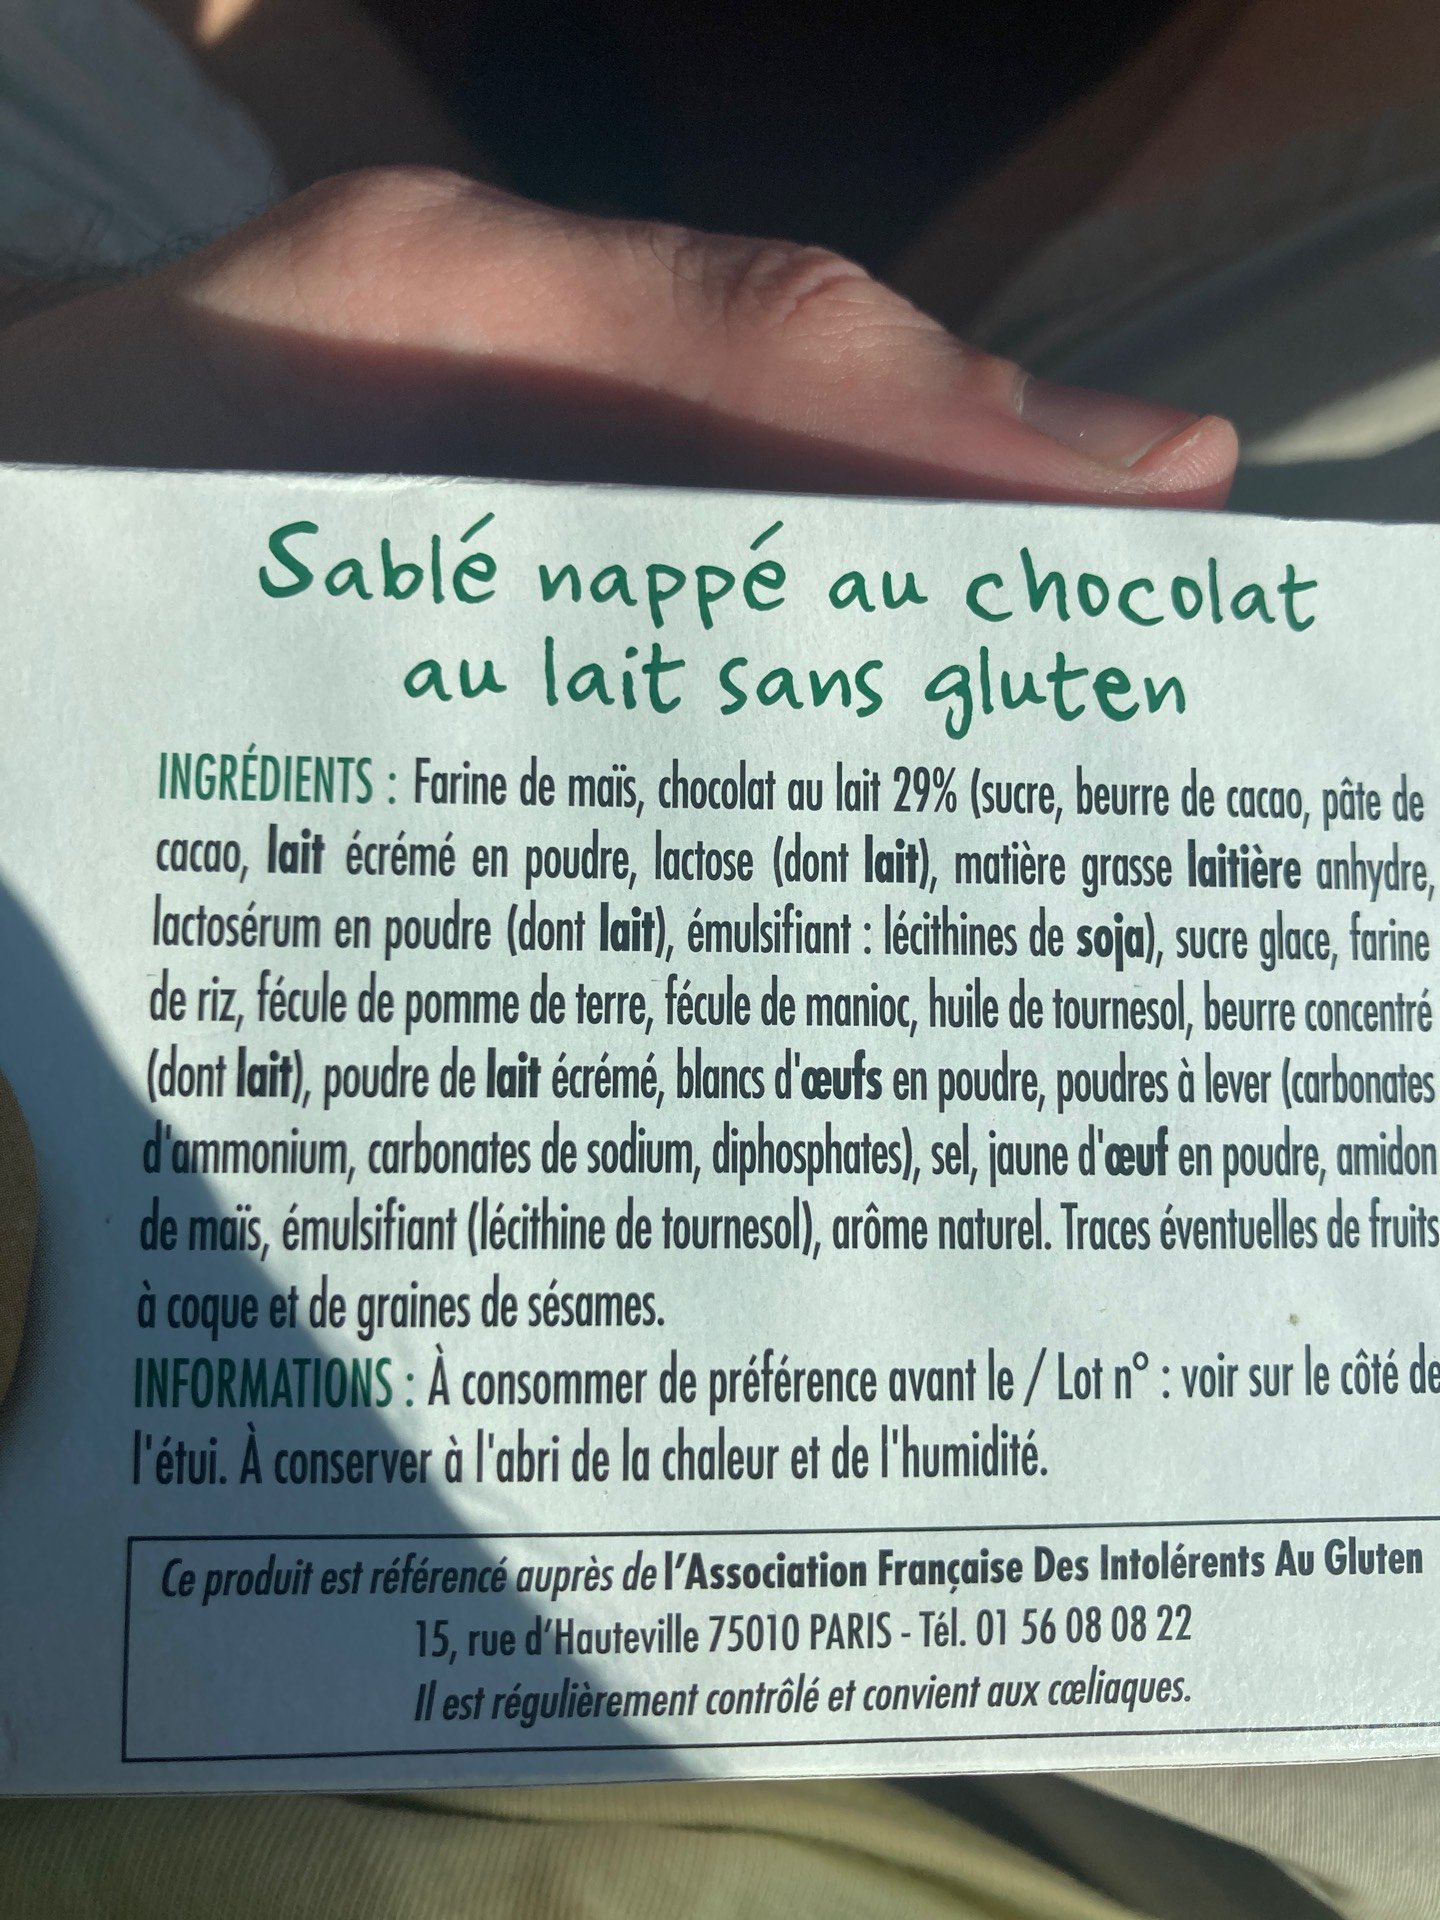 Sablé nappé au chocolat
au lait sans gluten
INGRÉDIENTS : Farine de maïs, chocolat au lait 29% (sucre, beurre de cacao, pâte de
cacao, lait écrémé en poudre, lactose (dont lait), matière grasse laitière anhydre,
lactosérum en poudre (dont lait), émulsifiant : lécithines de soja), sucre glace, farine
de riz, fécule de pomme de terre, fécule de manioc, huile de tournesol, beurre concentré
(dont lait), poudre de lait écrémé, blancs d'œufs en poudre, poudres à lever (carbonates
d'ammonium, carbonates de sodium, diphosphates), sel, jaune d'œuf en poudre, amidon
de maïs, émulsifiant (lécithine de tournesol), arôme naturel. Traces éventuelles de fruits
à coque et de graines de sésames.
INFORMATIONS : À consommer de préférence avant le / Lot n° : voir sur le côté de
l'étui. À conserver à l'abri de la chaleur et de l'humidité.
Ce produit est référencé auprès de l'Association Française Des Intolérents Au Gluten
15, rue d'Hauteville 75010 PARIS - Tél. 01 56 08 08 22
Il est régulièrement contrôlé et convient aux cœliaques.